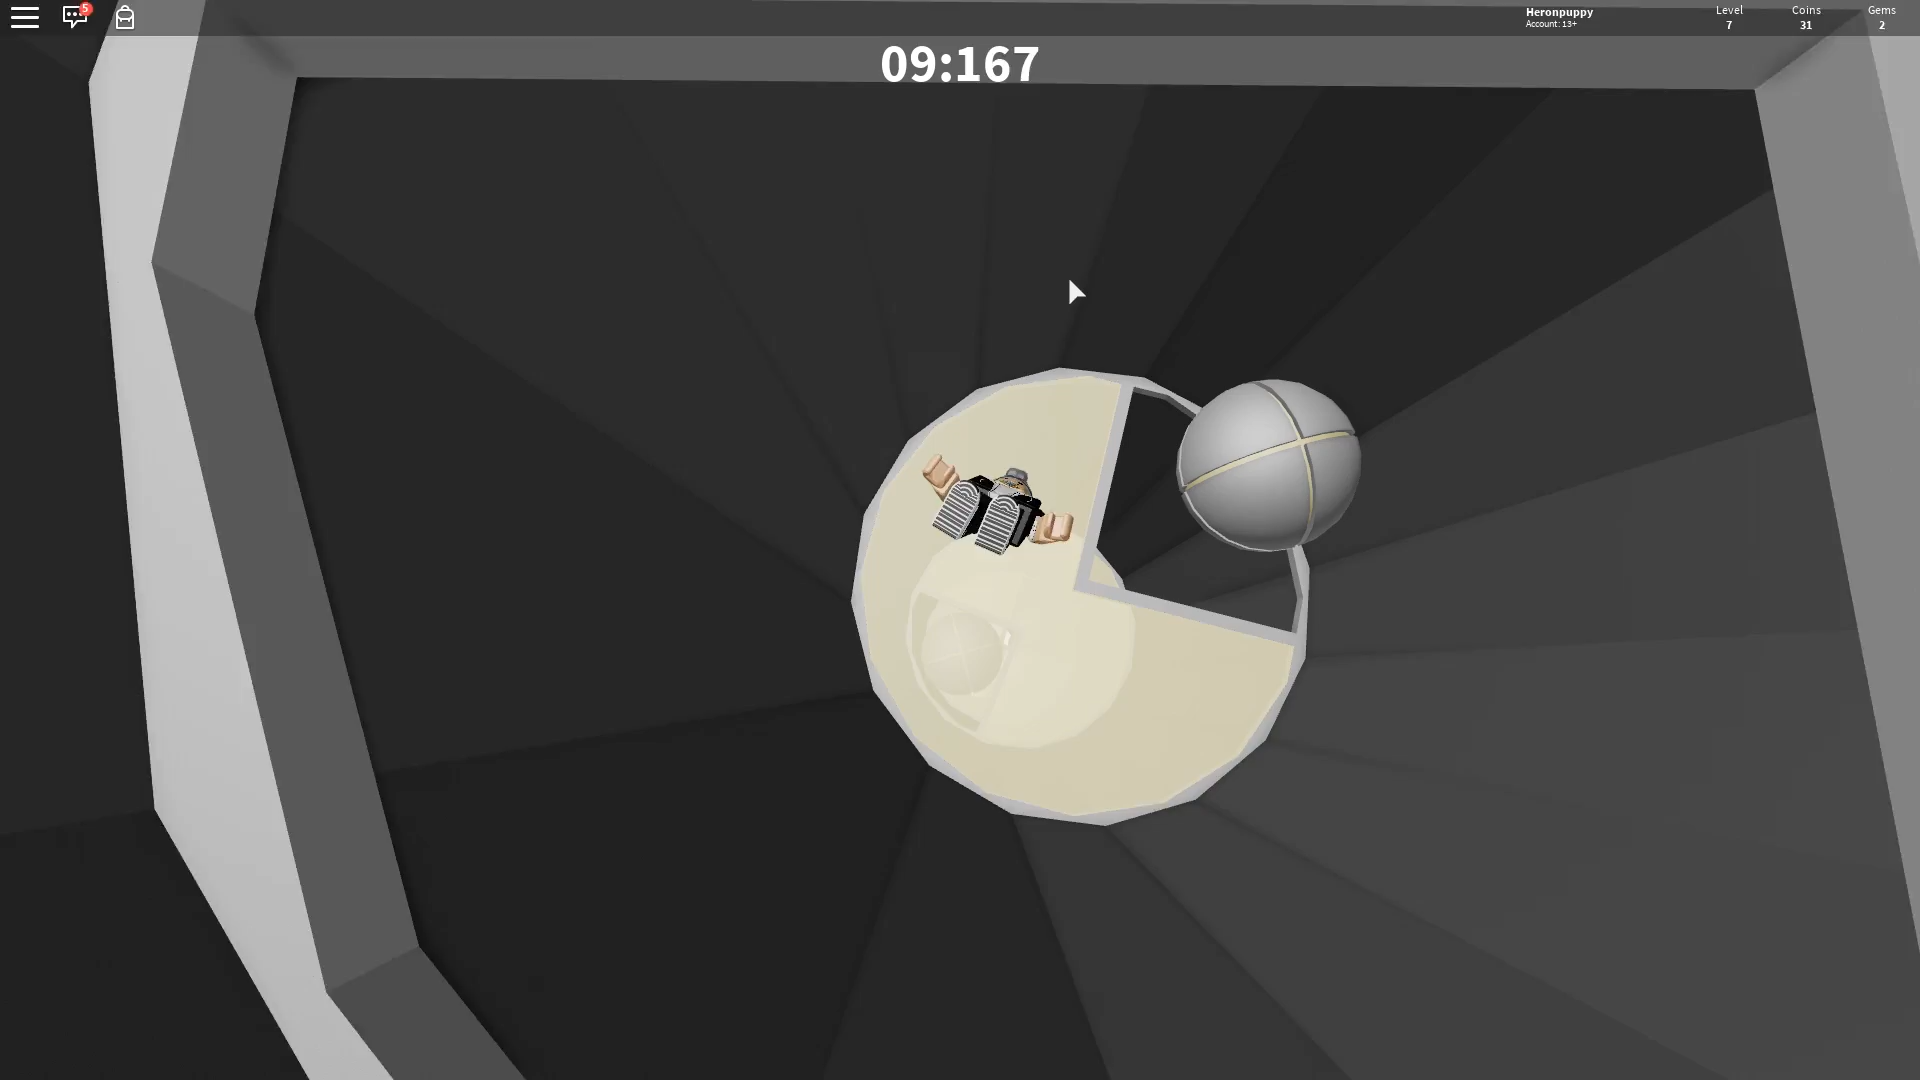 5
Heronpuppy
Account: 13+
Level
7
Coins
31
Gems
2
09:167